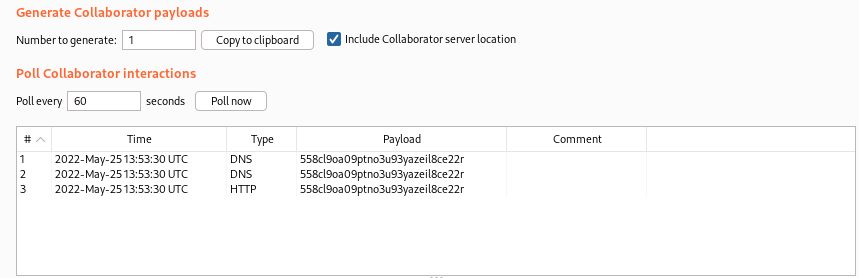 Generate Collaborator payloads
Number to generate: 1 Copy to clipboard Include Collaborator server location
Poll Collaborator interactions
Poll every 60 seconds Poll now
# Time Type Payload Comment
1 2022-May-25 13:53:30 UTC DNS 558cl9oa09ptno3u93yazeil8ce22r
2 2022-May-25 13:53:30 UTC DNS 558cl9oa09ptno3u93yazeil8ce22r
3 2022-May-25 13:53:30 UTC HTTP 558cl9oa09ptno3u93yazeil8ce22r